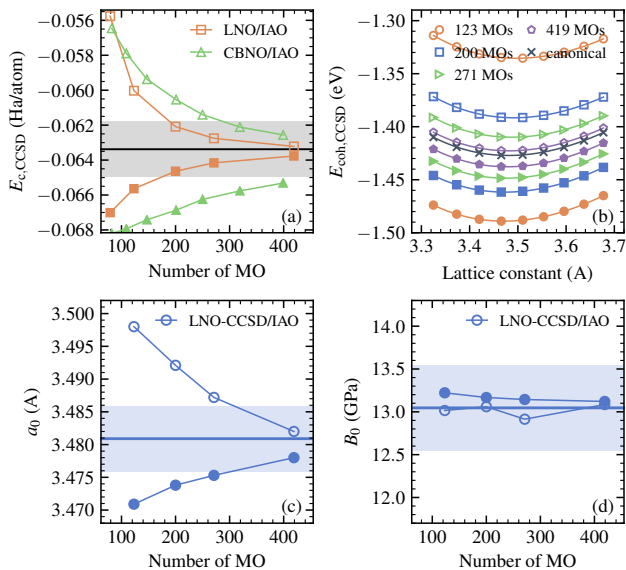 −0.056
−0.058
−0.060
−0.062
−0.064
−0.066
−0.068
E_c,CCSD (Ha/atom)
LNO/IAO
CBNO/IAO
(a)
100 200 300 400
Number of MO
−1.30
−1.35
−1.40
−1.45
−1.50
E_coh,CCSD (eV)
123 MOs 419 MOs
200 MOs canonical
271 MOs
(b)
3.3 3.4 3.5 3.6 3.7
Lattice constant (A)
3.500
3.495
3.490
3.485
3.480
3.475
3.470
a_0 (A)
LNO-CCSD/IAO
(c)
100 200 300 400
Number of MO
14.0
13.5
13.0
12.5
12.0
B_0 (GPa)
LNO-CCSD/IAO
(d)
100 200 300 400
Number of MO